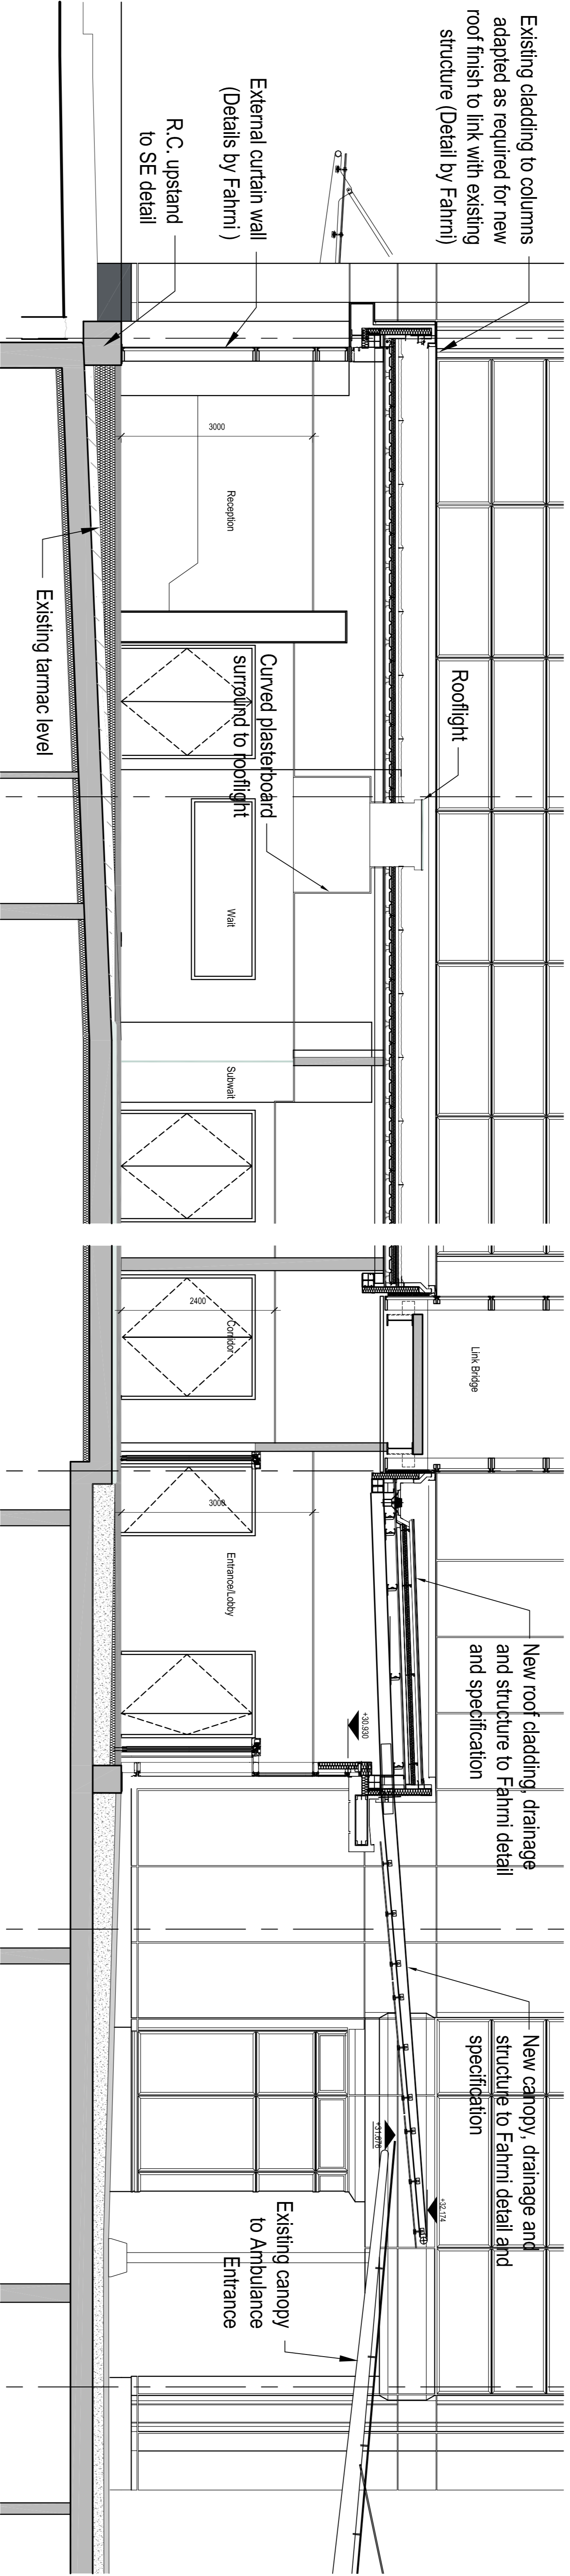 Existing cladding to columns
adapted as required for new
roof finish to link with existing
structure (Detail by Fahrni)
External curtain wall
(Details by Fahrni )
R.C. upstand
to SE detail
3000
Reception
Existing tarmac level
Rooflight
Curved plasterboard
surround to rooflight
Wait
Subwait
2400
Corridor
Link Bridge
3000
Entrance/Lobby
+30.930
New roof cladding, drainage
and structure to Fahrni detail
and specification
New canopy, drainage and
structure to Fahrni detail and
specification
+31.676
+32.174
Existing canopy
to Ambulance
Entrance